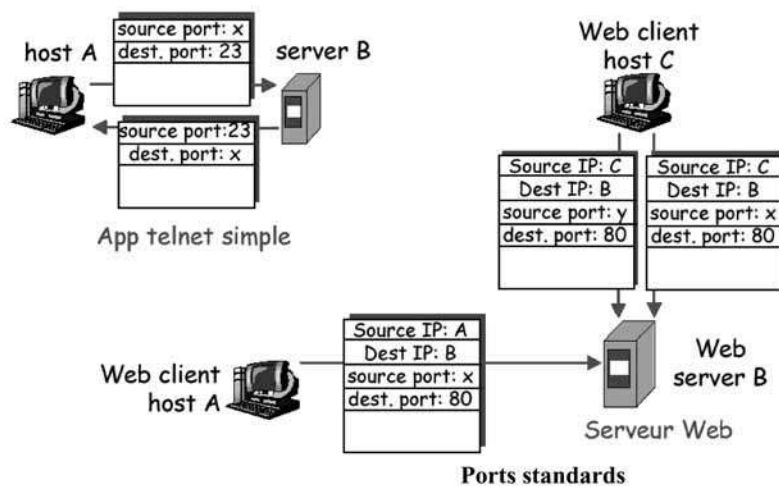 host A
source port: x
dest. port: 23
server B
source port:23
dest. port: x
App telnet simple
Web client
host C
Source IP: C
Dest IP: B
source port: y
dest. port: 80
Source IP: C
Dest IP: B
source port: x
dest. port: 80
Web client
host A
Source IP: A
Dest IP: B
source port: x
dest. port: 80
Web
server B
Serveur Web
Ports standards